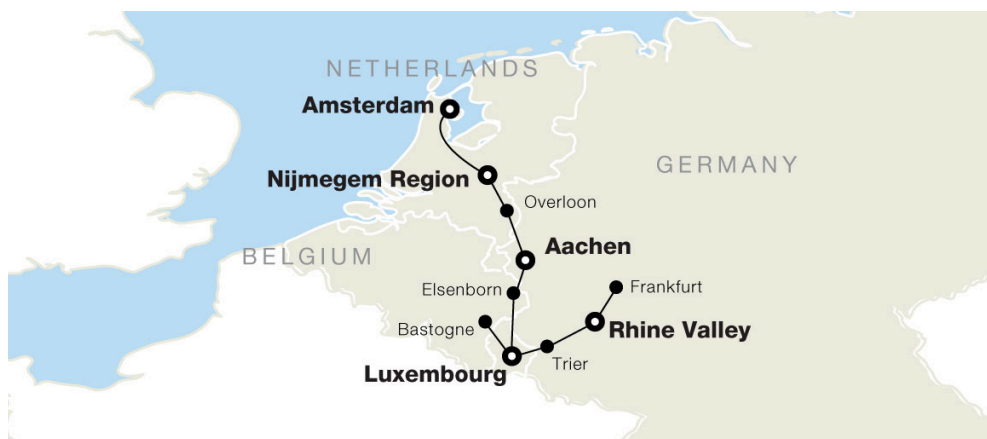 NETHERLANDS
Amsterdam
GERMANY
Nijmegem Region
Overloon
Aachen
BELGIUM
Elsenborn
Frankfurt
Bastogne
Rhine Valley
Trier
Luxembourg